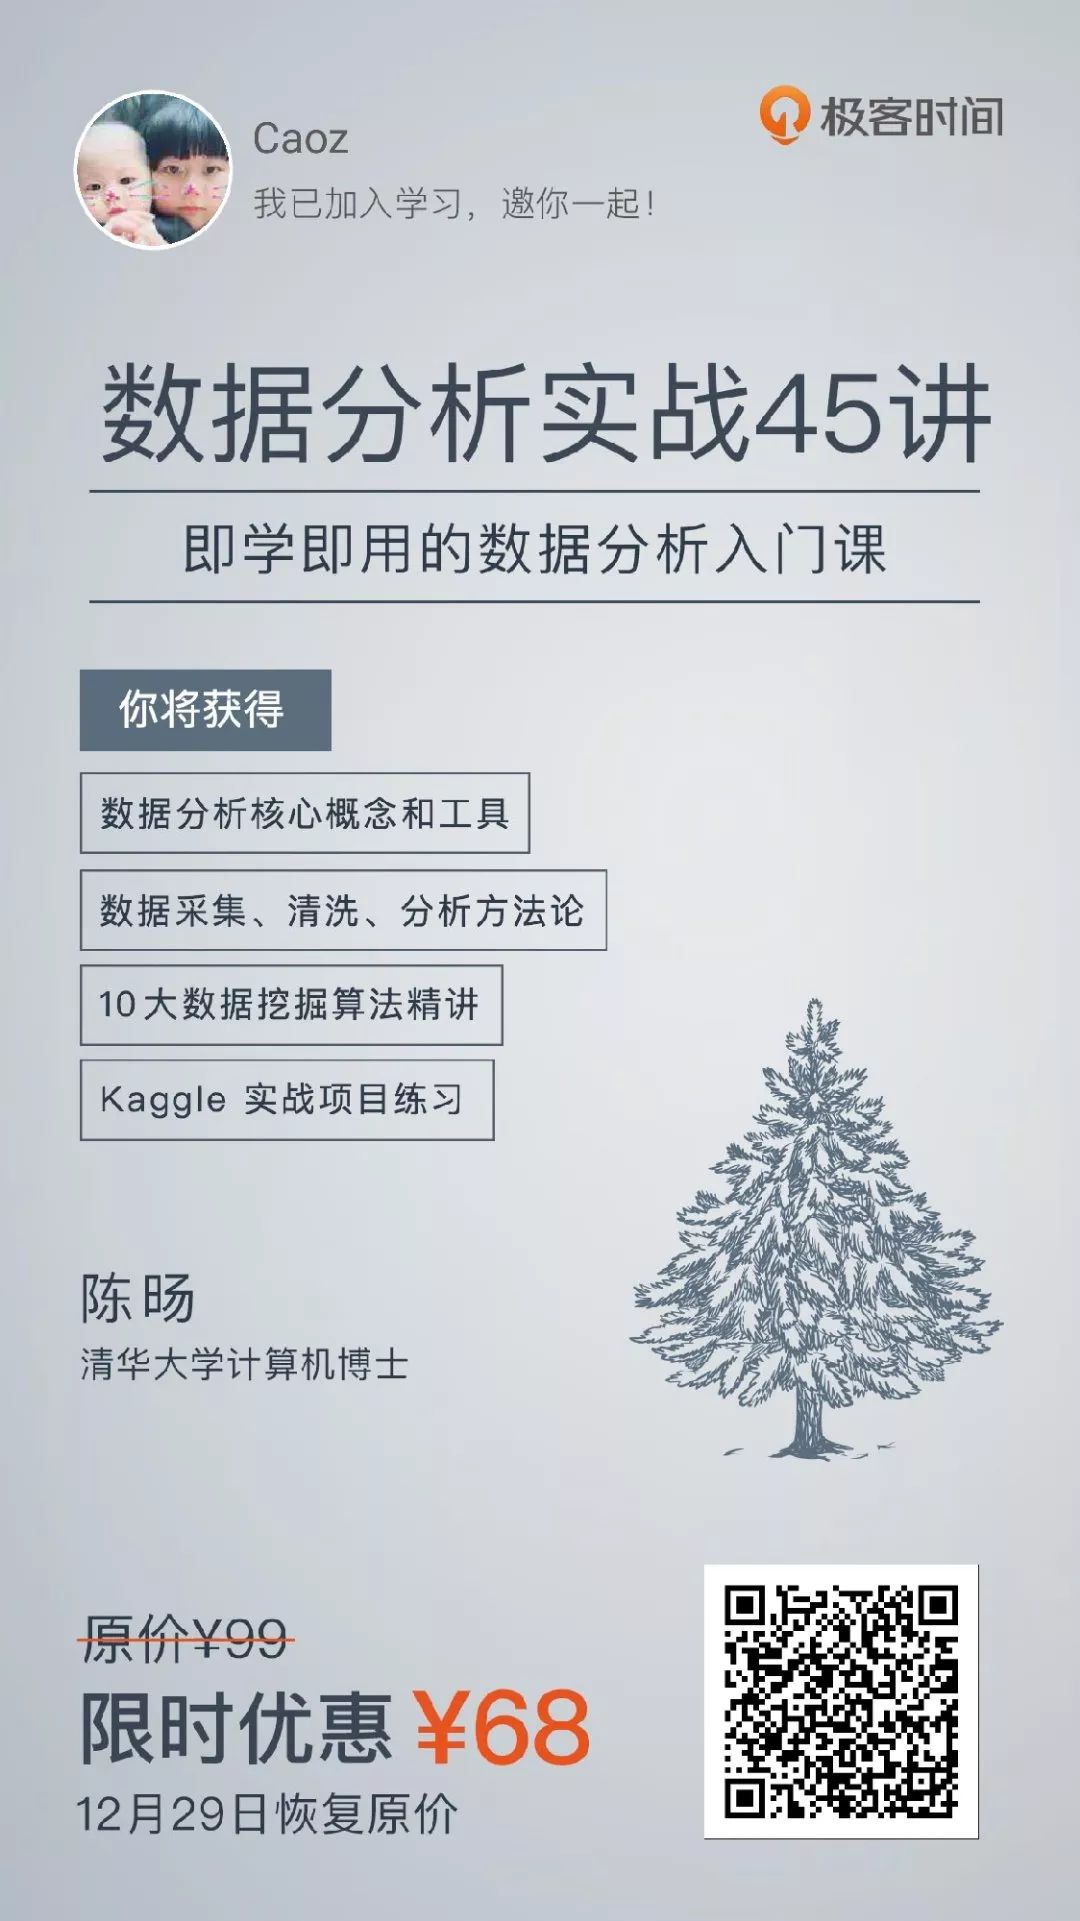 Caoz
我已加入学习，邀你一起！
极客时间
数据分析实战45讲
即学即用的数据分析入门课
你将获得
数据分析核心概念和工具
数据采集、清洗、分析方法论
10大数据挖掘算法精讲
Kaggle 实战项目练习
陈旸
清华大学计算机博士
原价¥99
限时优惠 ¥68
12月29日恢复原价